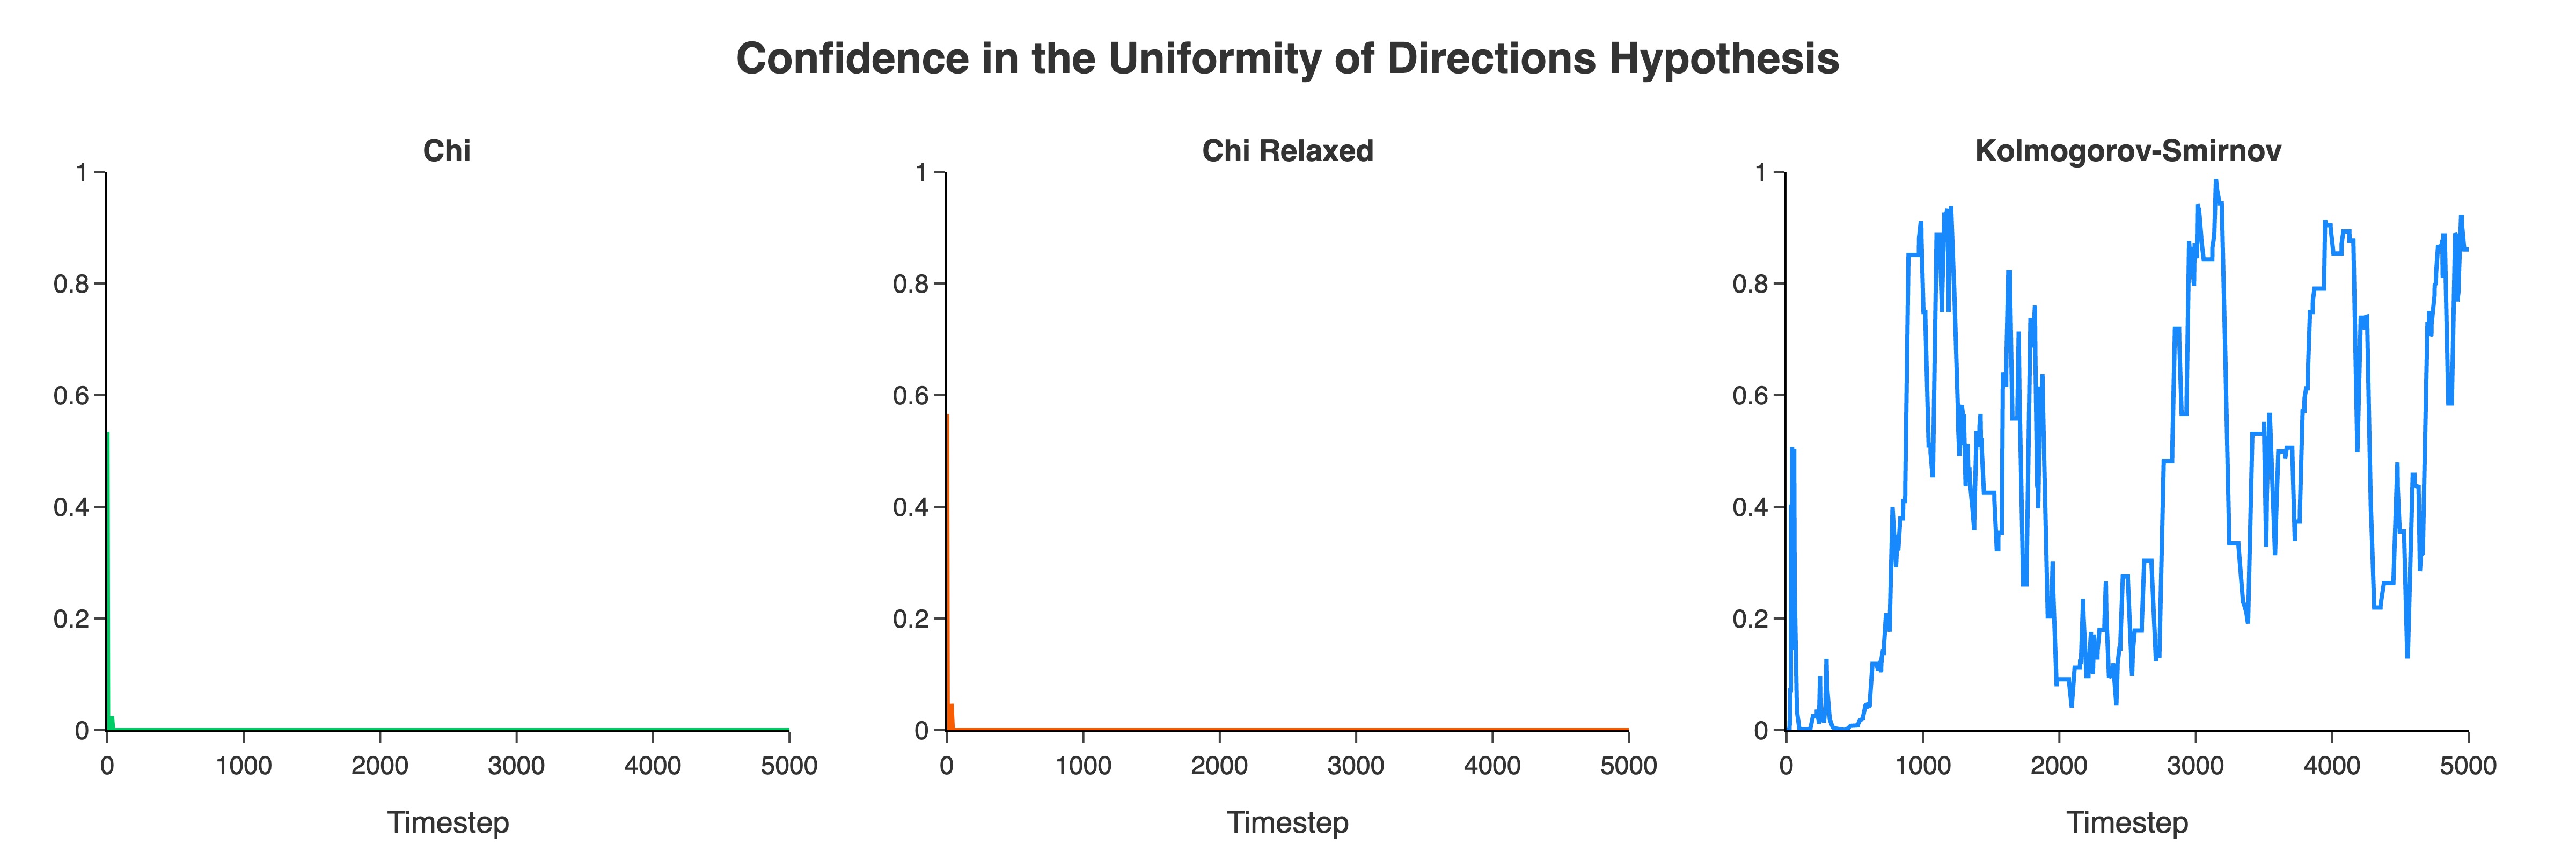 Confidence in the Uniformity of Directions Hypothesis
Chi
1
0.8
0.6
0.4
0.2
0
0 1000 2000 3000 4000 5000
Timestep
Chi Relaxed
1
0.8
0.6
0.4
0.2
0
0 1000 2000 3000 4000 5000
Timestep
Kolmogorov-Smirnov
1
0.8
0.6
0.4
0.2
0
0 1000 2000 3000 4000 5000
Timestep